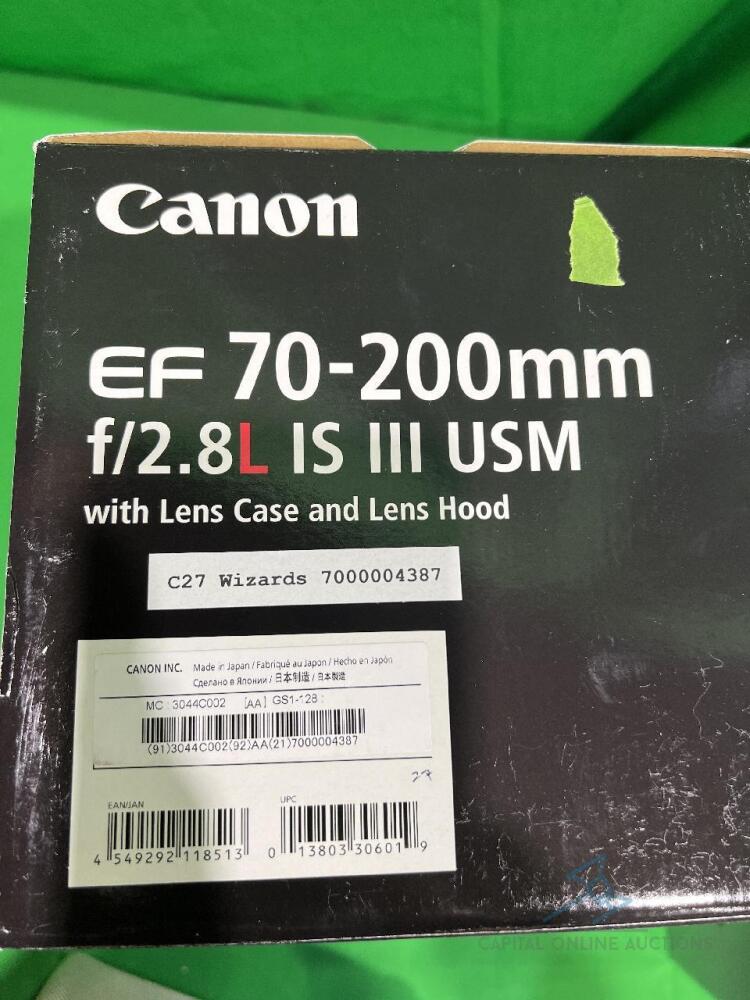 Canon
EF 70-200mm
f/2.8L IS III USM
with Lens Case and Lens Hood
C27 Wizards 7000004387
CANON INC. Made in Japan / Fabriqué au Japon / Hecho en Japón
Сделано в Японии / 日本制造 / 日本製造
MC : 3044C002 [AA] GS1-128 :
(91)3044C002(92)AA(21)7000004387
27
EAN/JAN UPC
4 549292 118513 0 13803 30601 9
CAPITAL ONLINE AUCTIONS